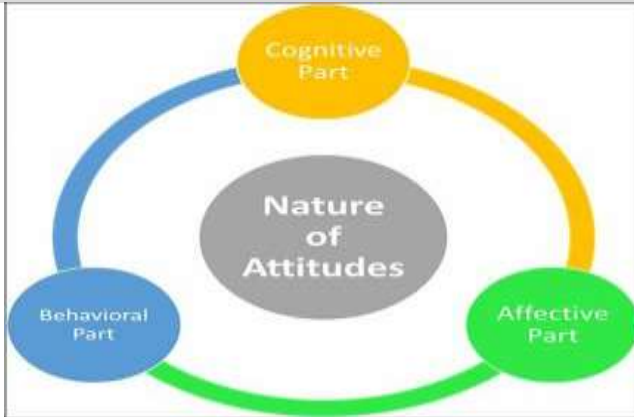 Cognitive
Part
Nature
of
Attitudes
Behavioral
Part
Affective
Part